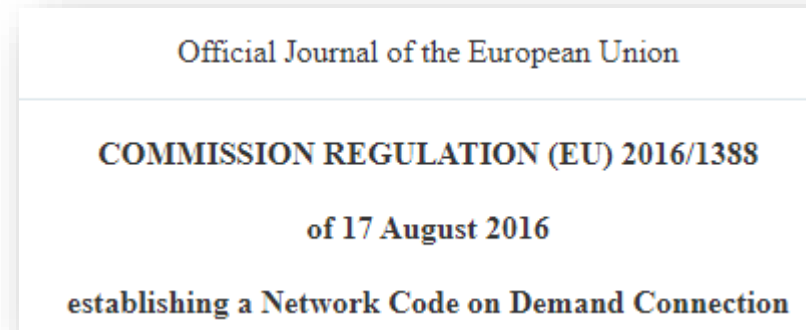 Official Journal of the European Union
COMMISSION REGULATION (EU) 2016/1388
of 17 August 2016
establishing a Network Code on Demand Connection